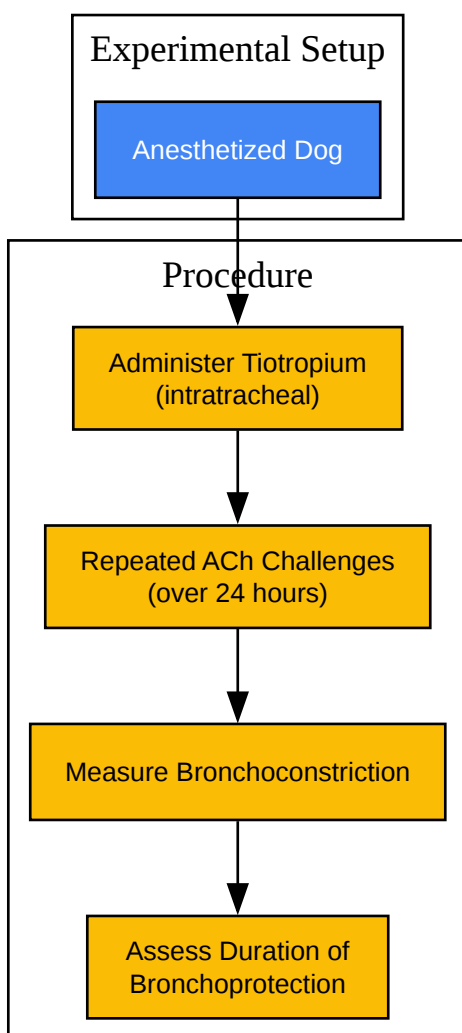 Experimental Setup
Anesthetized Dog
Procedure
Administer Tiotropium
(intratracheal)
Repeated ACh Challenges
(over 24 hours)
Measure Bronchoconstriction
Assess Duration of
Bronchoprotection